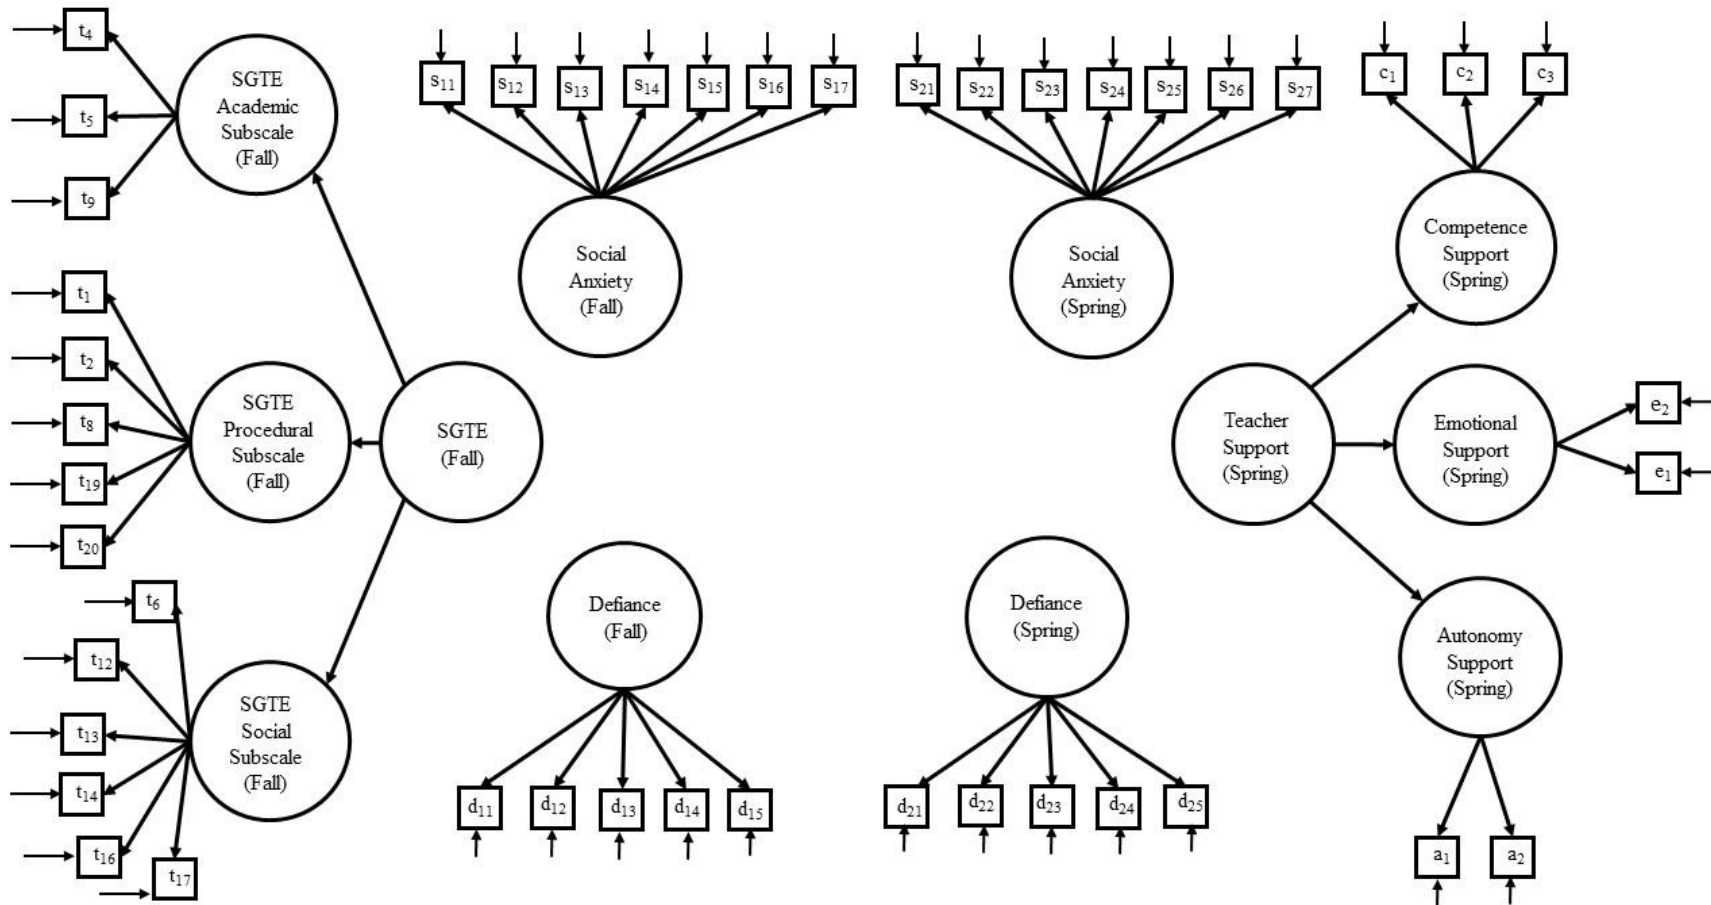 t4
t5
t9
SGTE
Academic
Subscale
(Fall)
s11
s12
s13
s14
s15
s16
s17
Social
Anxiety
(Fall)
s21
s22
s23
s24
s25
s26
s27
Social
Anxiety
(Spring)
c1
c2
c3
Competence
Support
(Spring)
t1
t2
t8
t19
t20
SGTE
Procedural
Subscale
(Fall)
SGTE
(Fall)
Teacher
Support
(Spring)
Emotional
Support
(Spring)
e2
e1
t6
t12
t13
t14
t16
t17
SGTE
Social
Subscale
(Fall)
Defiance
(Fall)
d11
d12
d13
d14
d15
Defiance
(Spring)
d21
d22
d23
d24
d25
Autonomy
Support
(Spring)
a1
a2